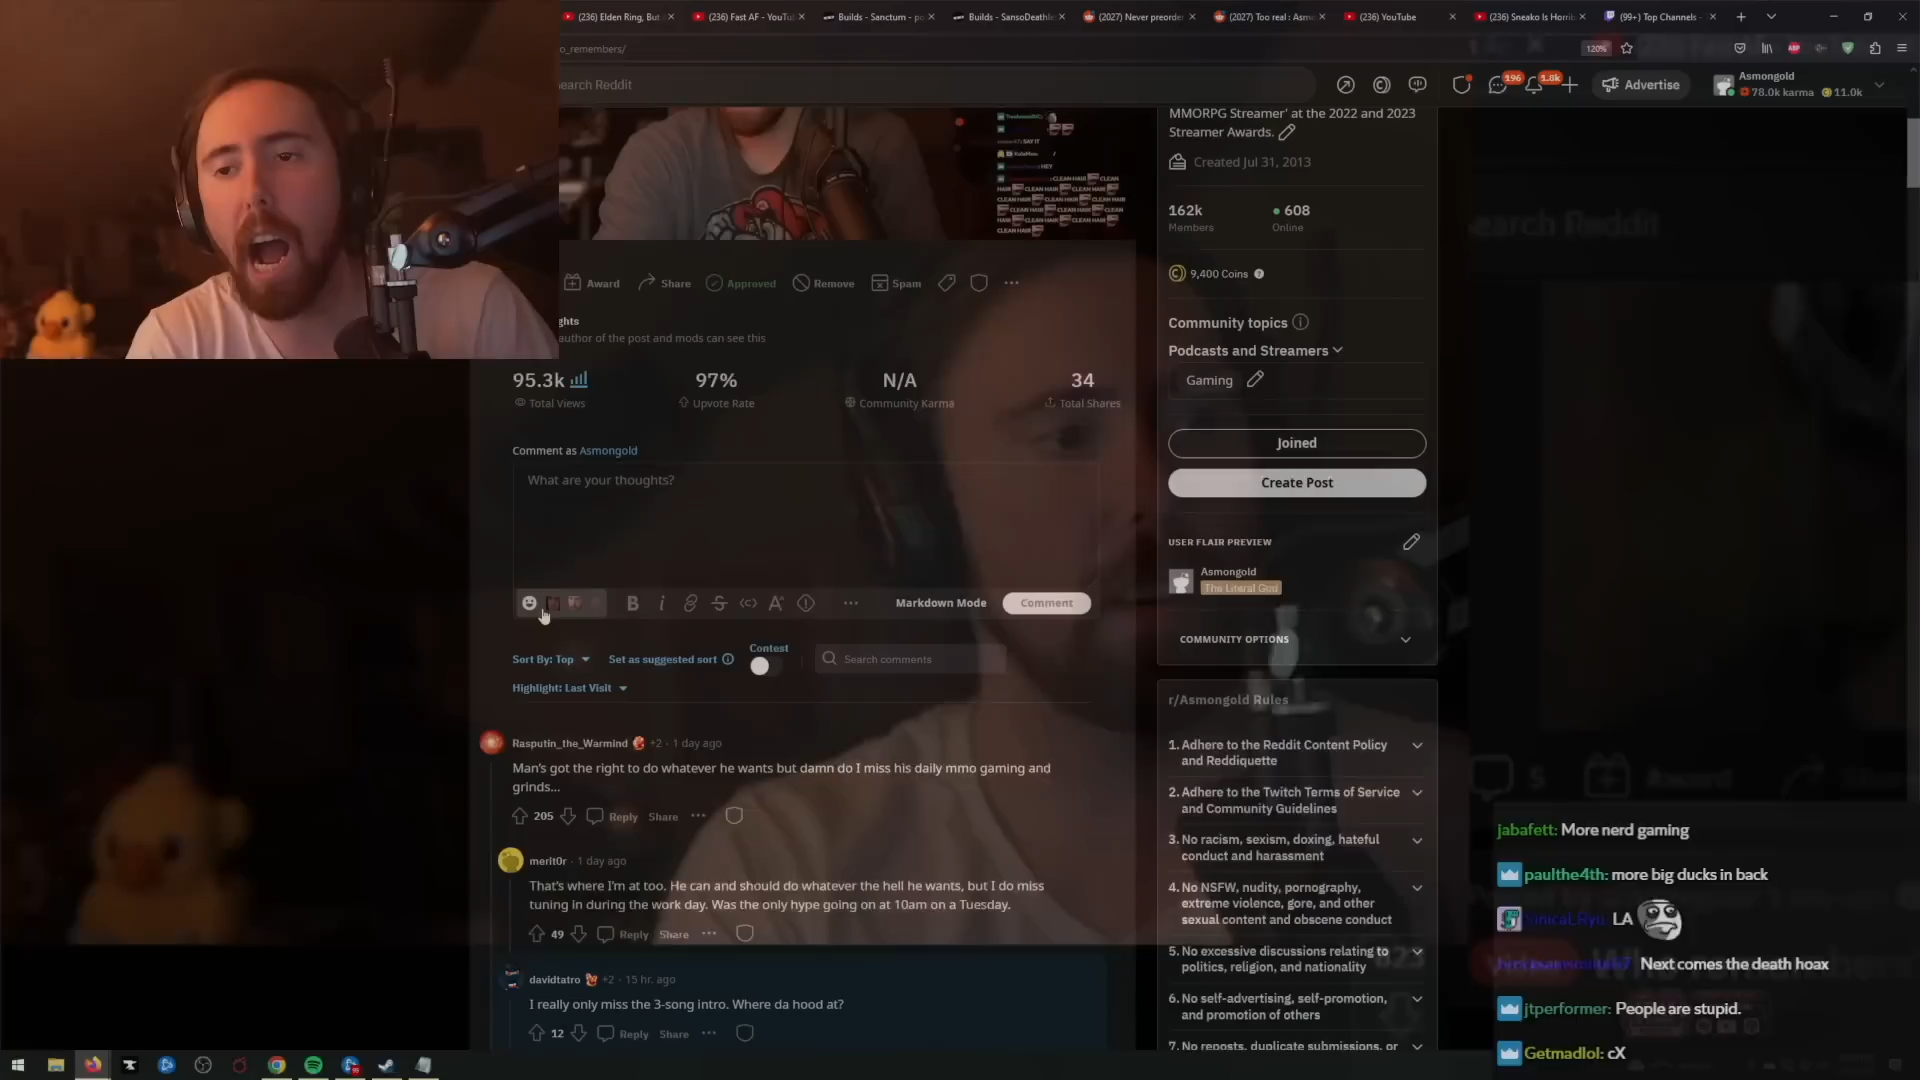 (236) Elden Ring, But
(236) Fast AF - YouTu
Builds - Sanctum - p
Builds - SansoDeathle
(2027) Never preorder
(2027) Too real : Asm
(236) YouTube
(236) Sneako Is Horri
(99+) Top Channels -
o_remembers/
120%
earch Reddit
196
1.8k
Advertise
Asmongold
78.0k karma 11.0k
MMORPG Streamer' at the 2022 and 2023
Streamer Awards.
Created Jul 31, 2013
162k 608
Members Online
9,400 Coins
Community topics
Podcasts and Streamers
Gaming
Joined
Create Post
USER FLAIR PREVIEW
Asmongold
The Literal God
COMMUNITY OPTIONS
Award Share Approved Remove Spam
ghts
author of the post and mods can see this
95.3k 97% N/A 34
Total Views Upvote Rate Community Karma Total Shares
Comment as Asmongold
What are your thoughts?
Markdown Mode Comment
Sort By: Top Set as suggested sort Contest Search comments
Highlight: Last Visit
Rasputin_the_Warmind +2 · 1 day ago
Man's got the right to do whatever he wants but damn do I miss his daily mmo gaming and
grinds...
205 Reply Share
merit0r · 1 day ago
That's where I'm at too. He can and should do whatever the hell he wants, but I do miss
tuning in during the work day. Was the only hype going on at 10am on a Tuesday.
49 Reply Share
davidtatro +2 · 15 hr. ago
I really only miss the 3-song intro. Where da hood at?
12 Reply Share
r/Asmongold Rules
1. Adhere to the Reddit Content Policy
and Reddiquette
2. Adhere to the Twitch Terms of Service
and Community Guidelines
3. No racism, sexism, doxing, hateful
conduct and harassment
4. No NSFW, nudity, pornography,
extreme violence, gore, and other
sexual content and obscene conduct
5. No excessive discussions relating to
politics, religion, and nationality
6. No self-advertising, self-promotion,
and promotion of others
7. No reposts, duplicate submissions, or
earch Reddit
5 Award
jabafett: More nerd gaming
paulthe4th: more big ducks in back
LA
Next comes the death hoax
jtperformer: People are stupid.
Getmadlol: cX